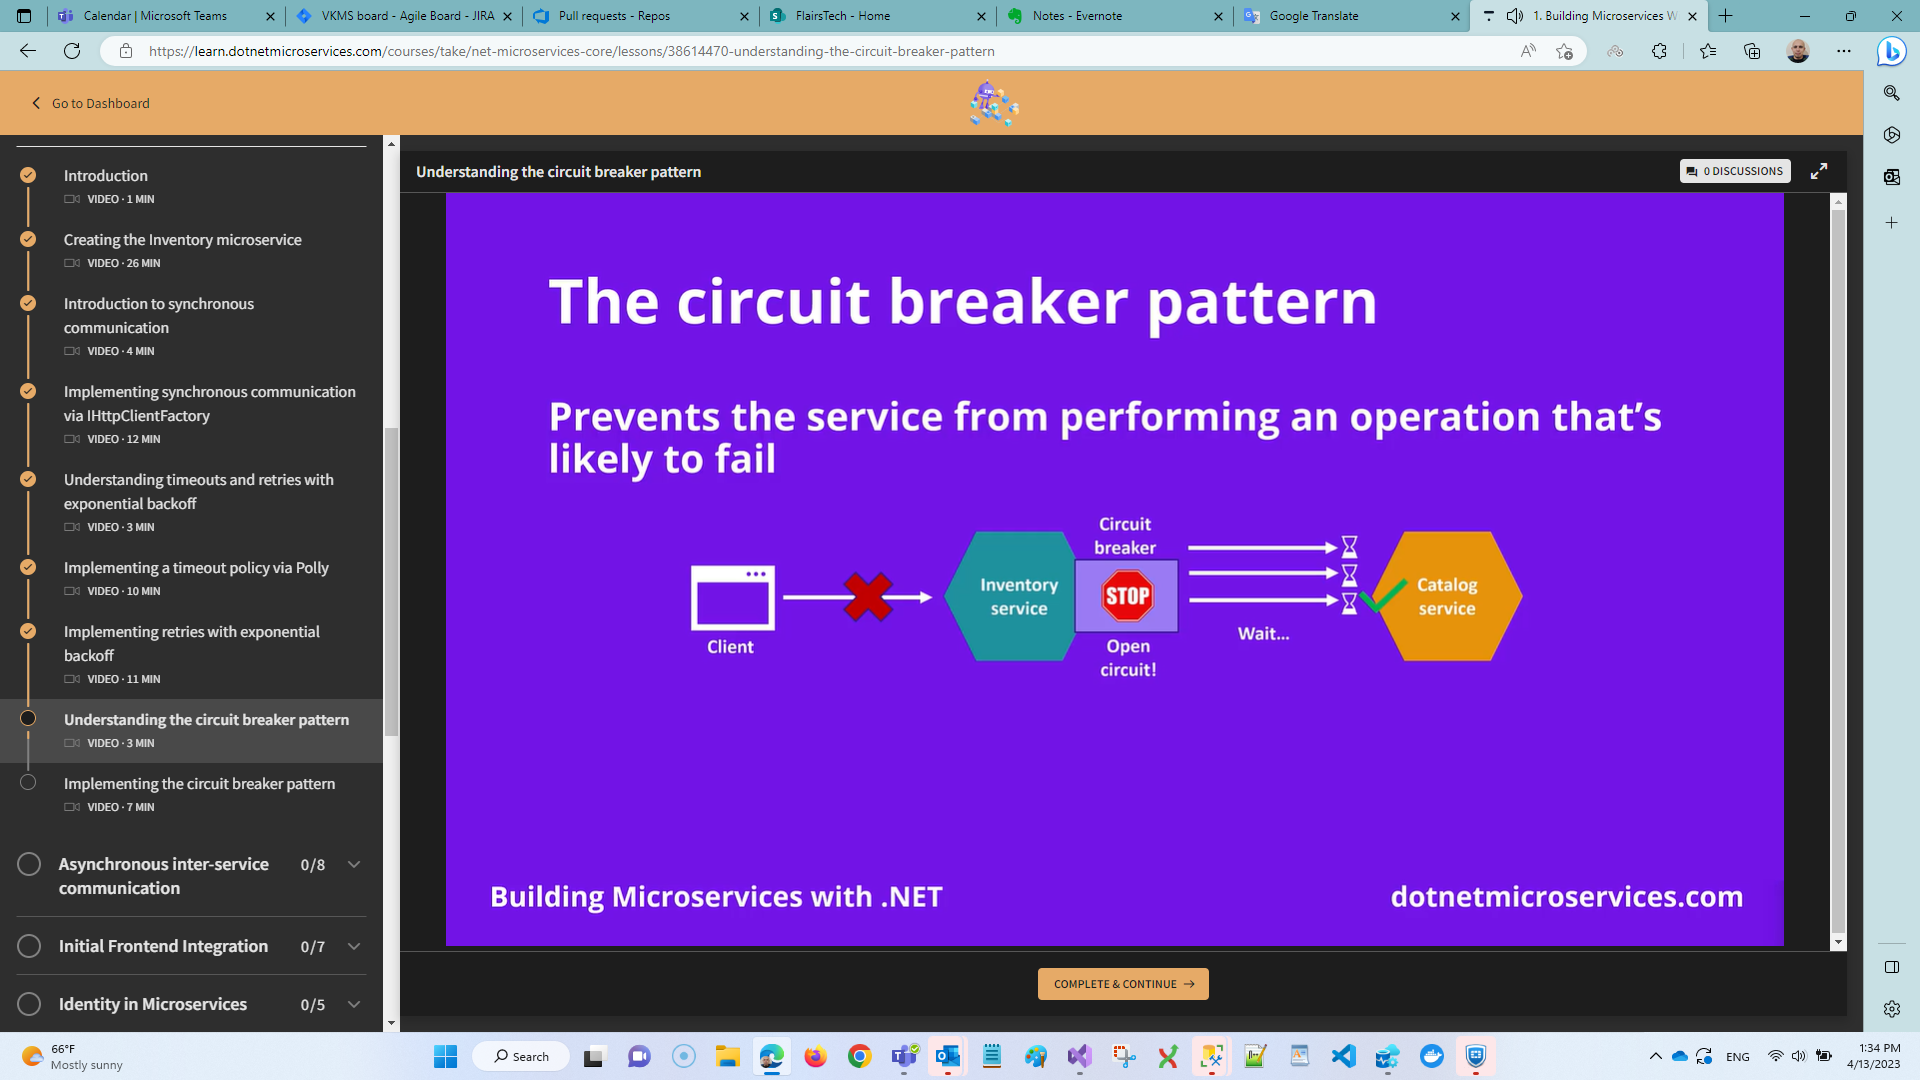 Calendar | Microsoft Teams
VKMS board - Agile Board - JIRA
Pull requests - Repos
FlairsTech - Home
Notes - Evernote
Google Translate
1. Building Microservices W
https://learn.dotnetmicroservices.com/courses/take/net-microservices-core/lessons/38614470-understanding-the-circuit-breaker-pattern
Go to Dashboard
Introduction
VIDEO · 1 MIN
Creating the Inventory microservice
VIDEO · 26 MIN
Introduction to synchronous
communication
VIDEO · 4 MIN
Implementing synchronous communication
via IHttpClientFactory
VIDEO · 12 MIN
Understanding timeouts and retries with
exponential backoff
VIDEO · 3 MIN
Implementing a timeout policy via Polly
VIDEO · 10 MIN
Implementing retries with exponential
backoff
VIDEO · 11 MIN
Understanding the circuit breaker pattern
VIDEO · 3 MIN
Implementing the circuit breaker pattern
VIDEO · 7 MIN
Asynchronous inter-service
communication
0/8
Initial Frontend Integration
0/7
Identity in Microservices
0/5
Understanding the circuit breaker pattern
0 DISCUSSIONS
The circuit breaker pattern
Prevents the service from performing an operation that's
likely to fail
Client
Inventory
service
Circuit
breaker
STOP
Open
circuit!
Wait...
Catalog
service
Building Microservices with .NET
dotnetmicroservices.com
COMPLETE & CONTINUE →
66°F
Mostly sunny
Search
ENG
1:34 PM
4/13/2023